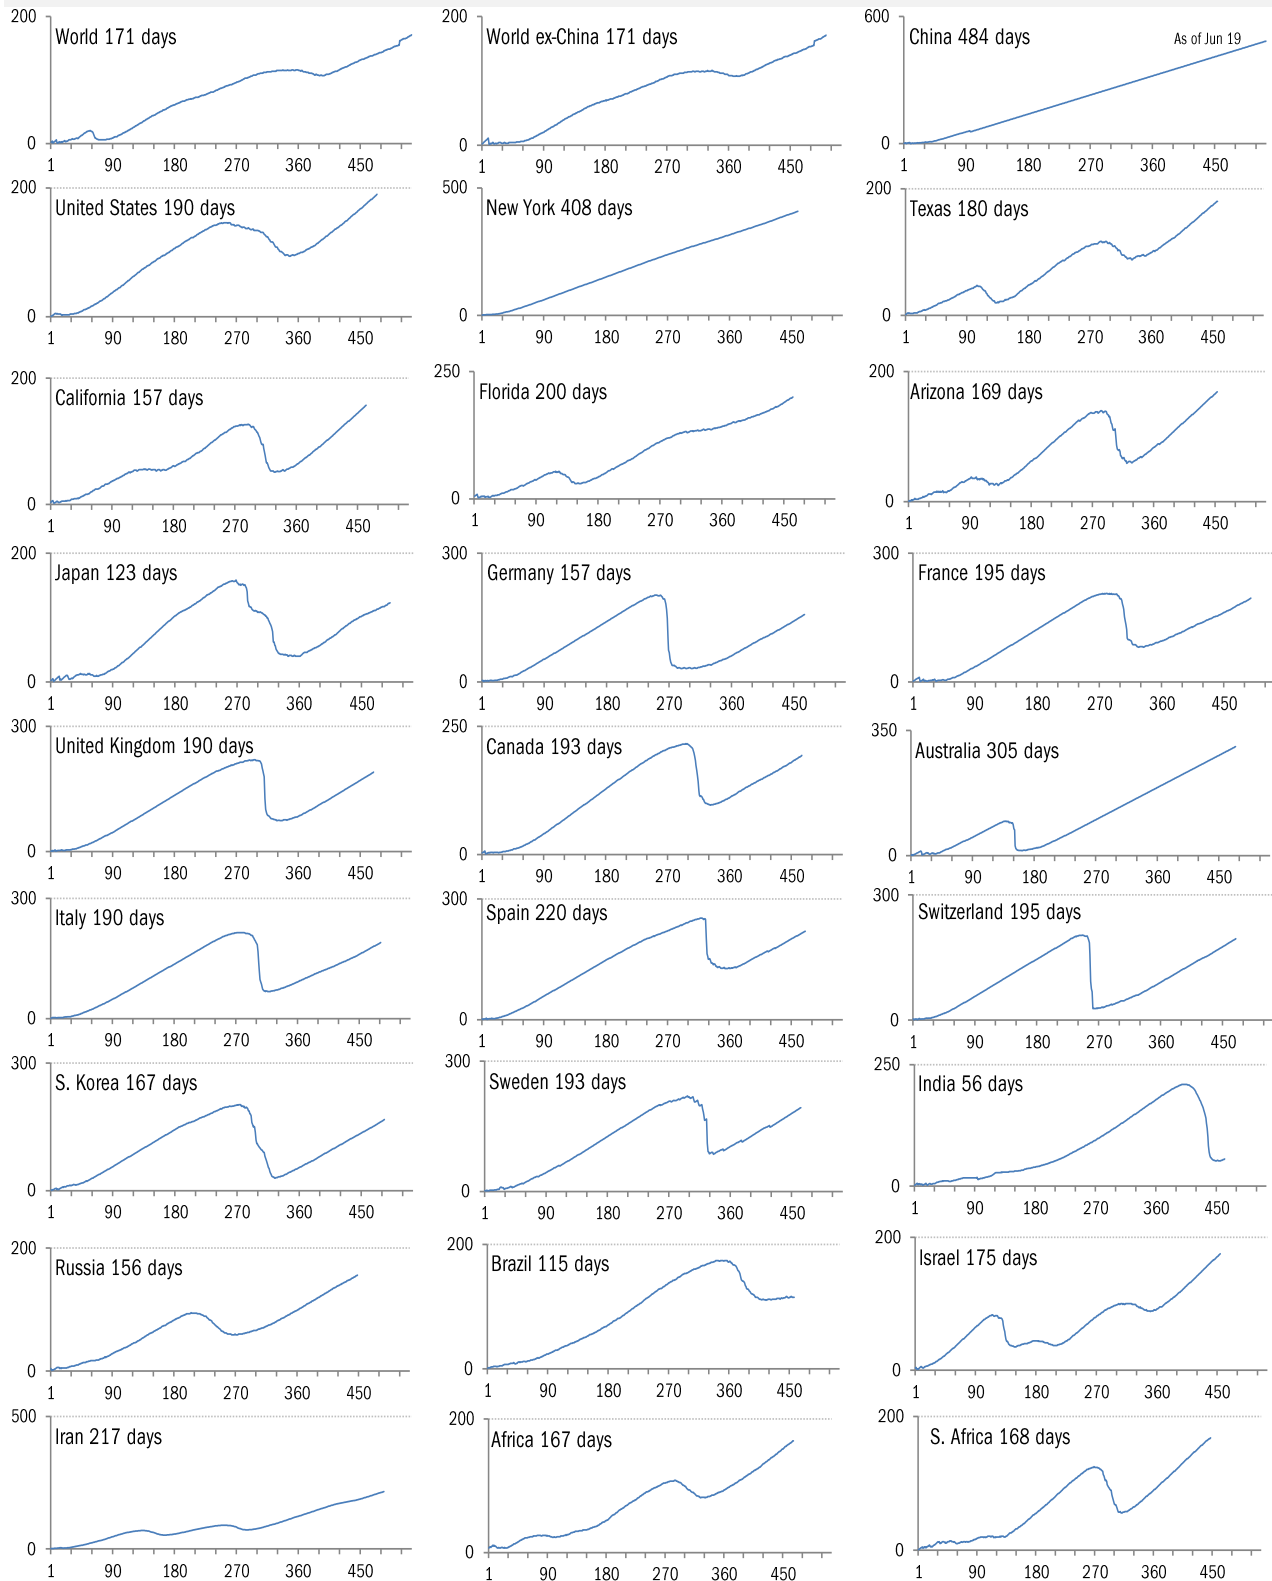 200
World 171 days
0
1 90 180 270 360 450
200
World ex-China 171 days
0
1 90 180 270 360 450
600
China 484 days
As of Jun 19
0
1 90 180 270 360 450
200
United States 190 days
0
1 90 180 270 360 450
500
New York 408 days
0
1 90 180 270 360 450
200
Texas 180 days
0
1 90 180 270 360 450
200
California 157 days
0
1 90 180 270 360 450
250
Florida 200 days
0
1 90 180 270 360 450
200
Arizona 169 days
0
1 90 180 270 360 450
200
Japan 123 days
0
1 90 180 270 360 450
300
Germany 157 days
0
1 90 180 270 360 450
300
France 195 days
0
1 90 180 270 360 450
300
United Kingdom 190 days
0
1 90 180 270 360 450
250
Canada 193 days
0
1 90 180 270 360 450
350
Australia 305 days
0
1 90 180 270 360 450
300
Italy 190 days
0
1 90 180 270 360 450
300
Spain 220 days
0
1 90 180 270 360 450
300
Switzerland 195 days
0
1 90 180 270 360 450
300
S. Korea 167 days
0
1 90 180 270 360 450
300
Sweden 193 days
0
1 90 180 270 360 450
250
India 56 days
0
1 90 180 270 360 450
200
Russia 156 days
0
1 90 180 270 360 450
200
Brazil 115 days
0
1 90 180 270 360 450
200
Israel 175 days
0
1 90 180 270 360 450
500
Iran 217 days
0
1 90 180 270 360 450
200
Africa 167 days
0
1 90 180 270 360 450
200
S. Africa 168 days
0
1 90 180 270 360 450